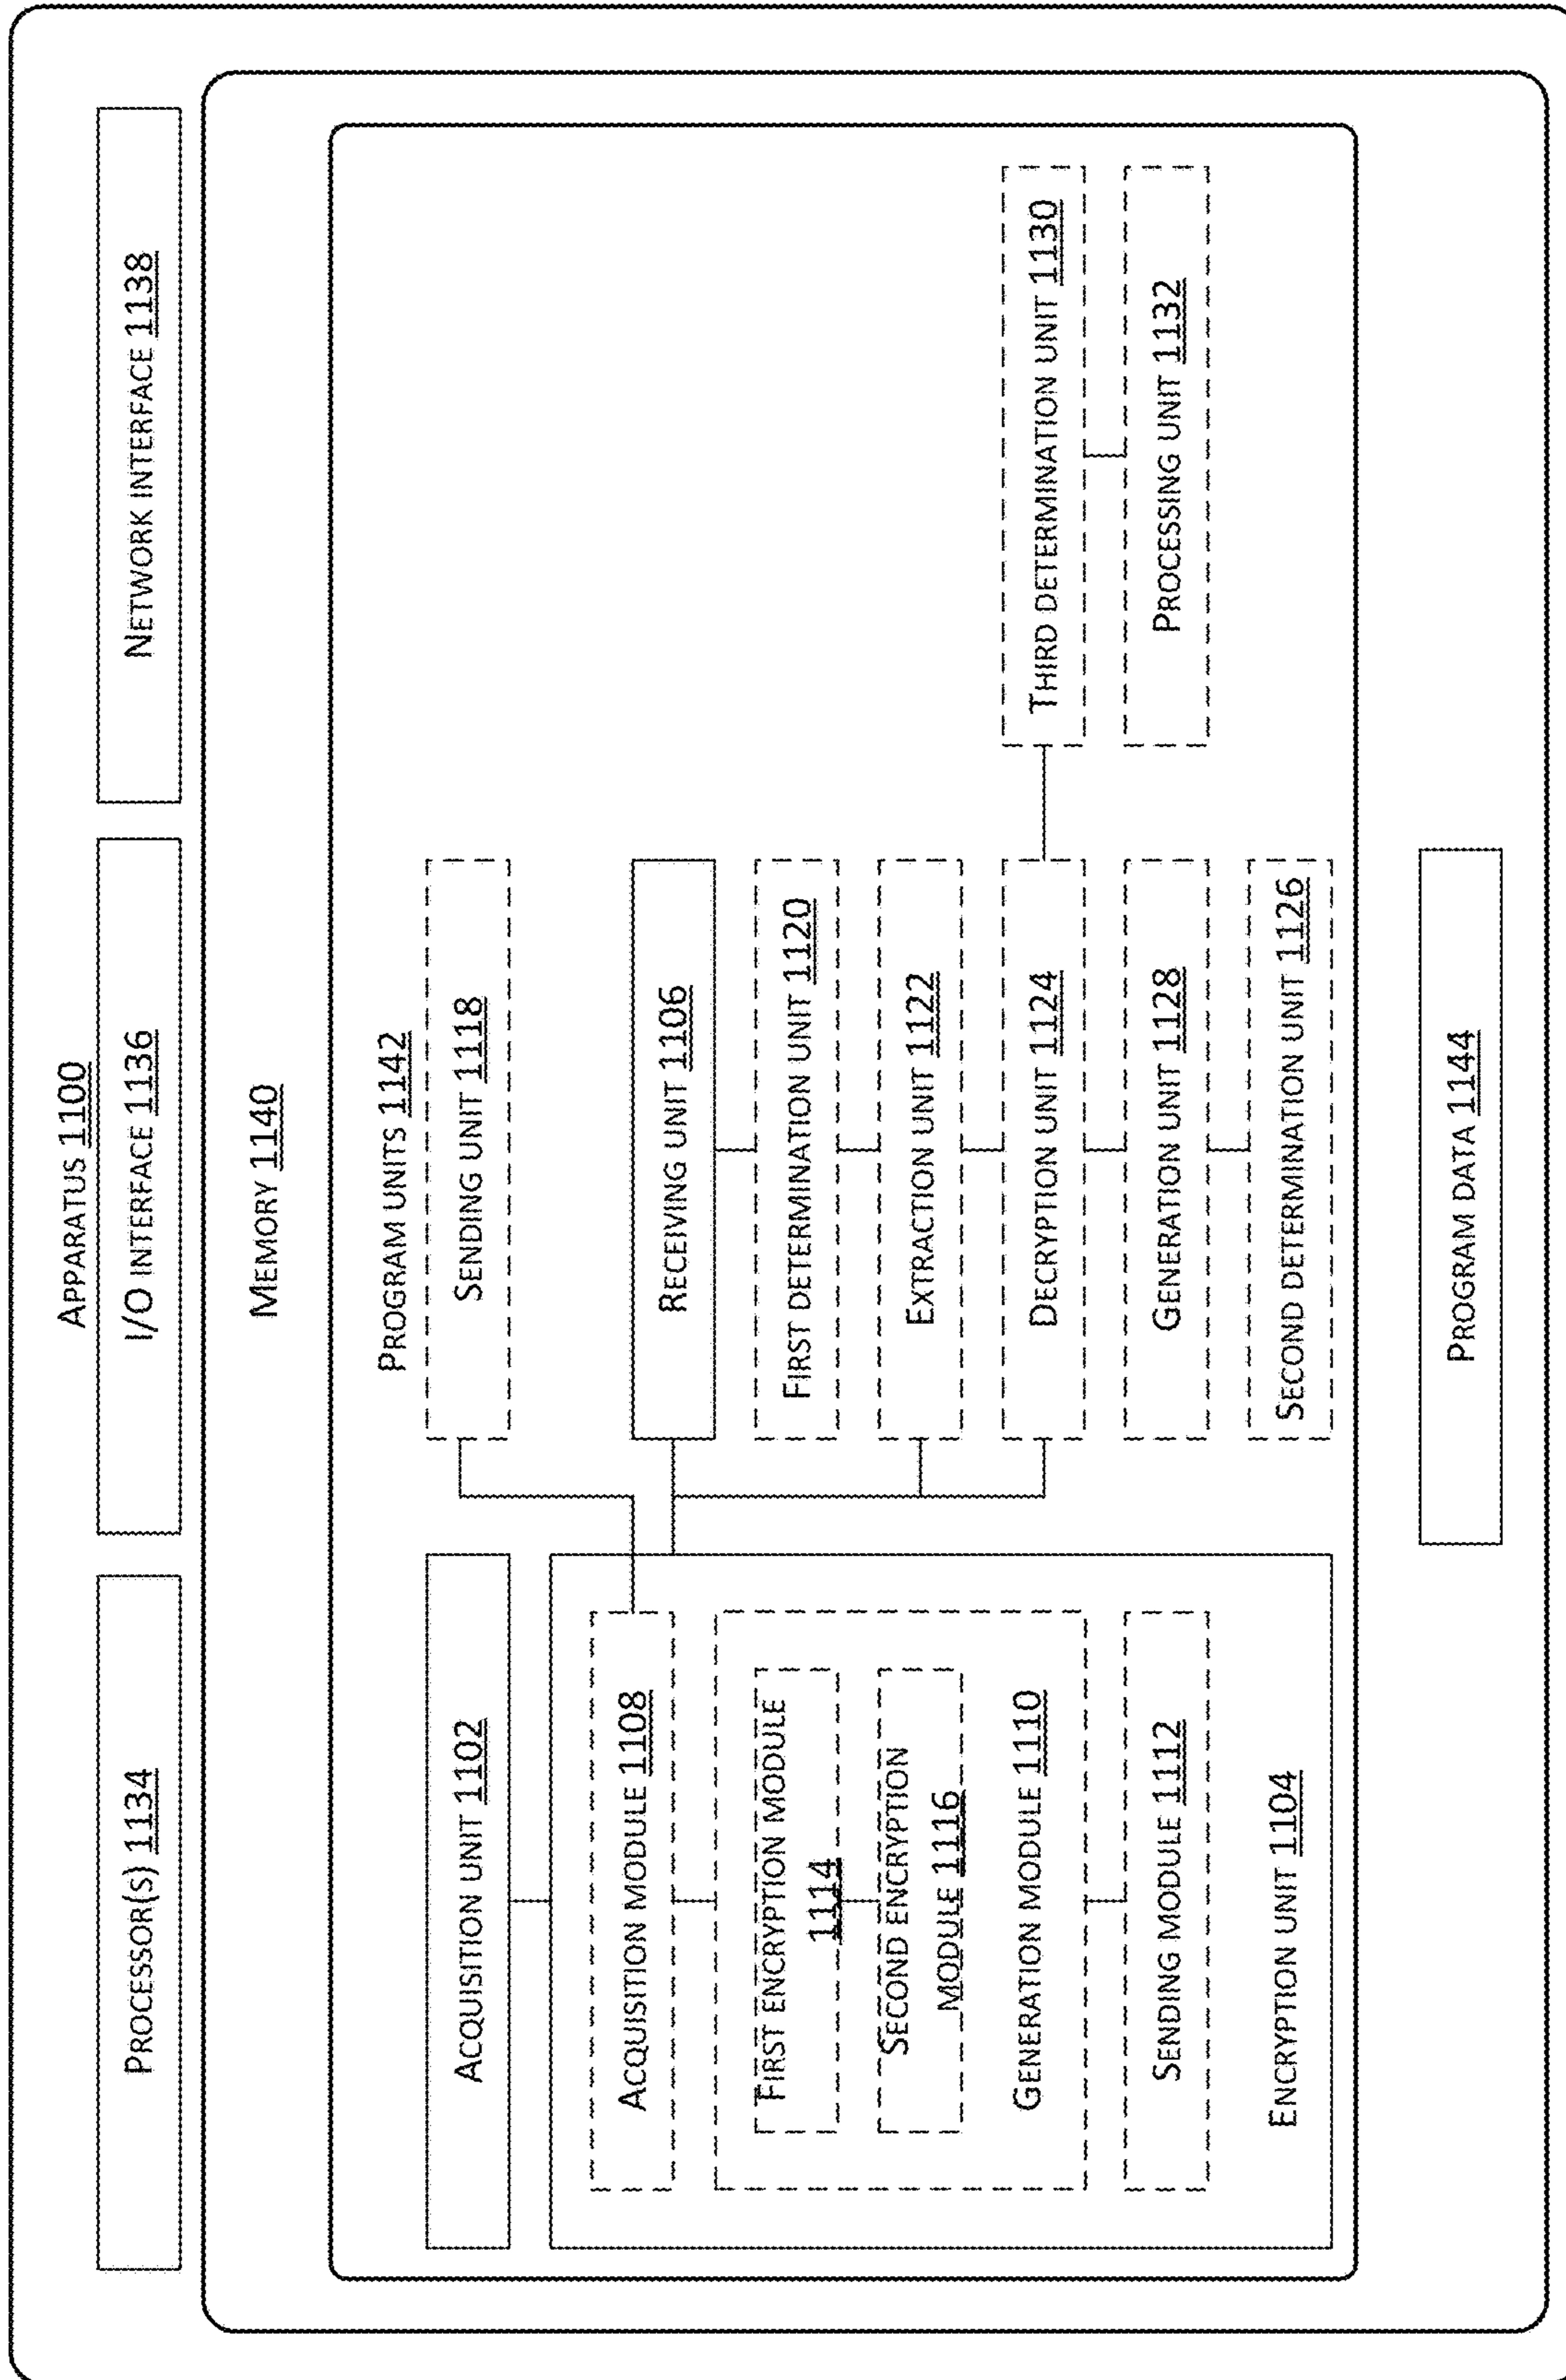 APPARATUS 1100
PROCESSOR(S) 1134
I/O INTERFACE 1136
NETWORK INTERFACE 1138
MEMORY 1140
PROGRAM UNITS 1142
ACQUISITION UNIT 1102
ACQUISITION MODULE 1108
FIRST ENCRYPTION MODULE
1114
SECOND ENCRYPTION
MODULE 1116
GENERATION MODULE 1110
SENDING MODULE 1112
ENCRYPTION UNIT 1104
SENDING UNIT 1118
RECEIVING UNIT 1106
FIRST DETERMINATION UNIT 1120
EXTRACTION UNIT 1122
DECRYPTION UNIT 1124
GENERATION UNIT 1128
SECOND DETERMINATION UNIT 1126
THIRD DETERMINATION UNIT 1130
PROCESSING UNIT 1132
PROGRAM DATA 1144